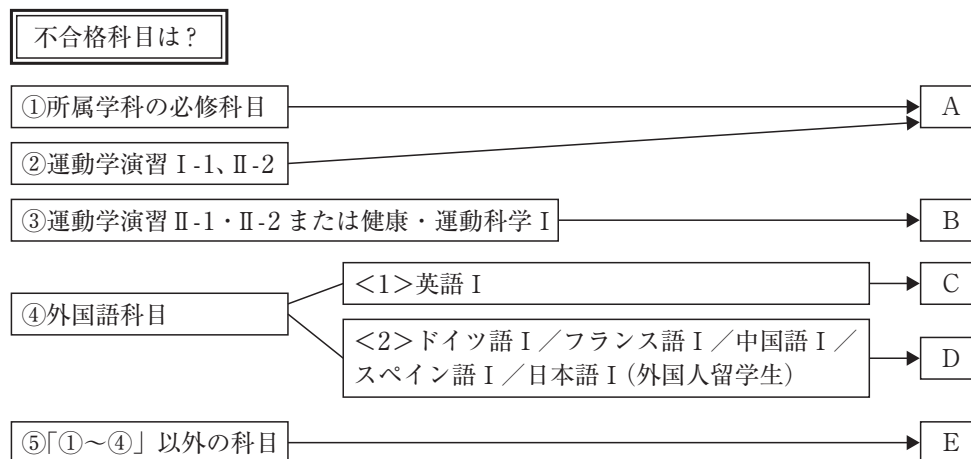 不合格科目は？
①所属学科の必修科目
A
②運動学演習Ⅰ-1、Ⅱ-2
③運動学演習Ⅱ-1・Ⅱ-2または健康・運動科学Ⅰ
B
④外国語科目
＜1＞英語Ⅰ
C
＜2＞ドイツ語Ⅰ／フランス語Ⅰ／中国語Ⅰ／
スペイン語Ⅰ／日本語Ⅰ（外国人留学生）
D
⑤「①～④」以外の科目
E